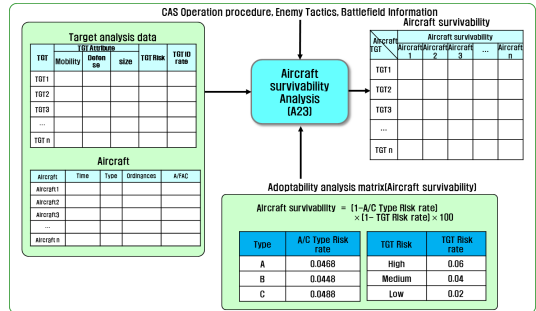 CAS Operation procedure, Enemy Tactics, Battlefield Information
Target analysis data
TGT
TGT Attribute
TGT Risk
TGT ID rate
Mobility
Defen se
size
TGT1
TGT2
TGT3
...
TGT n
Aircraft
Aircraft
Time
Type
Ordinances
A/FAC
Aircraft1
Aircraft2
Aircraft3
...
Aircraft n
Aircraft
survivability
Analysis
(A23)
Aircraft survivability
Aircraft
TGT
Aircraft survivability
Aircraft 1
Aircraft 2
Aircraft 3
...
Aircraft n
TGT1
TGT2
TGT3
...
TGT n
Adoptability analysis matrix(Aircraft survivability)
Aircraft survivability = [1-A/C Type Risk rate]
×[1- TGT Risk rate]×100
Type
A/C Type Risk rate
A 0.0468
B 0.0448
C 0.0488
TGT Risk
TGT Risk rate
High 0.06
Medium 0.04
Low 0.02